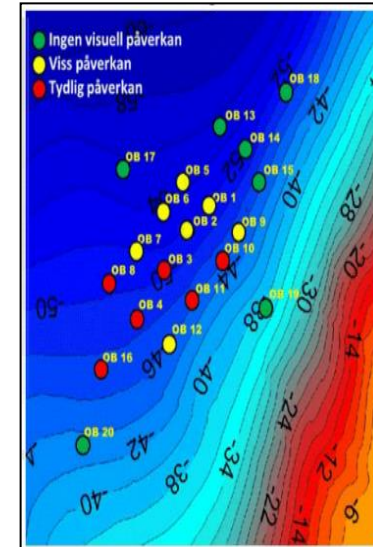 Ingen visuell påverkan
Viss påverkan
Tydlig påverkan
-52
OB 18
-42
OB 13
OB 14
-52
OB 17
OB 5
OB 15
-40
OB 6
OB 1
-28
OB 2
OB 9
OB 7
OB 10
-44
-20
OB 3
-50
OB 8
-50
OB 11
-38
OB 19
-30
OB 4
-14
OB 12
-46
OB 16
-40
-24
OB 20
-42
-34
-12
-38
-40
-22
-14
-6